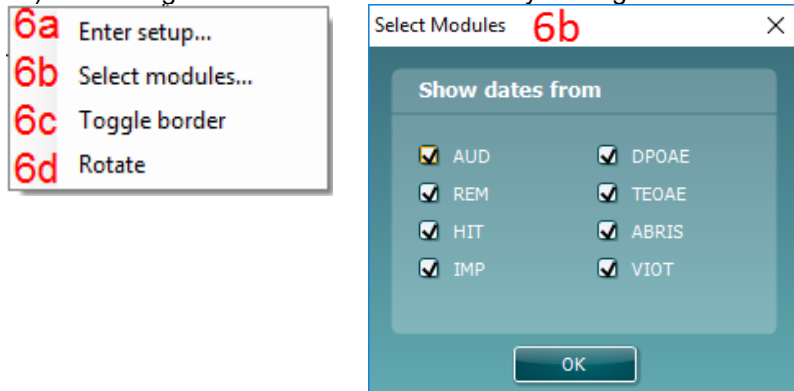 6a Enter setup...
6b Select modules...
6c Toggle border
6d Rotate
Select Modules 6b
Show dates from
AUD DPOAE
REM TEOAE
HIT ABRIS
IMP VIOT
OK